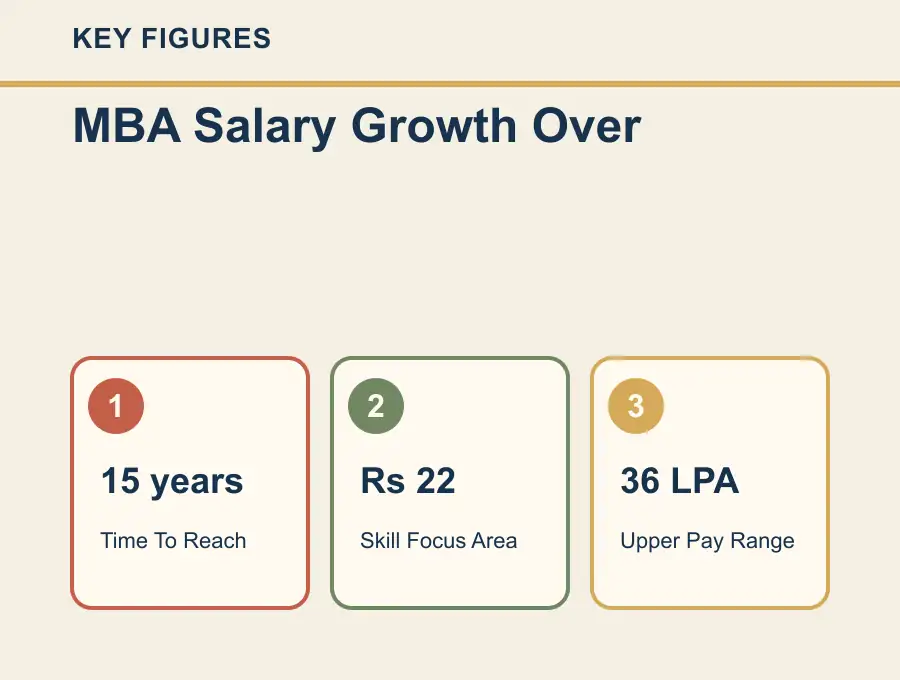 KEY FIGURES
MBA Salary Growth Over
1
15 years
Time To Reach
2
Rs 22
Skill Focus Area
3
36 LPA
Upper Pay Range